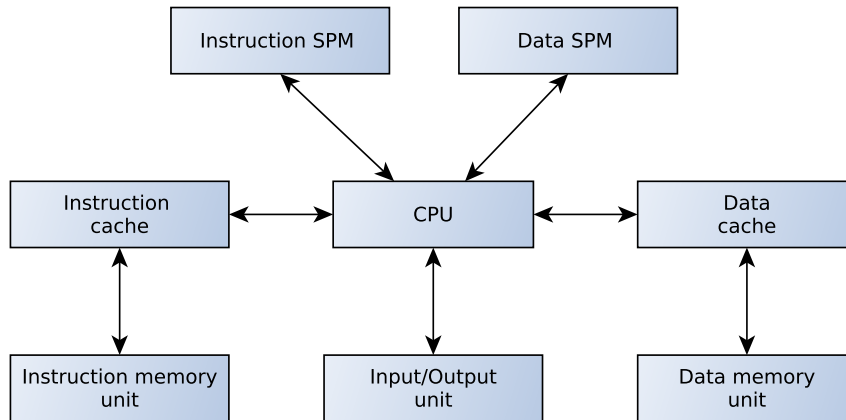 Instruction SPM
Data SPM
Instruction
cache
CPU
Data
cache
Instruction memory
unit
Input/Output
unit
Data memory
unit